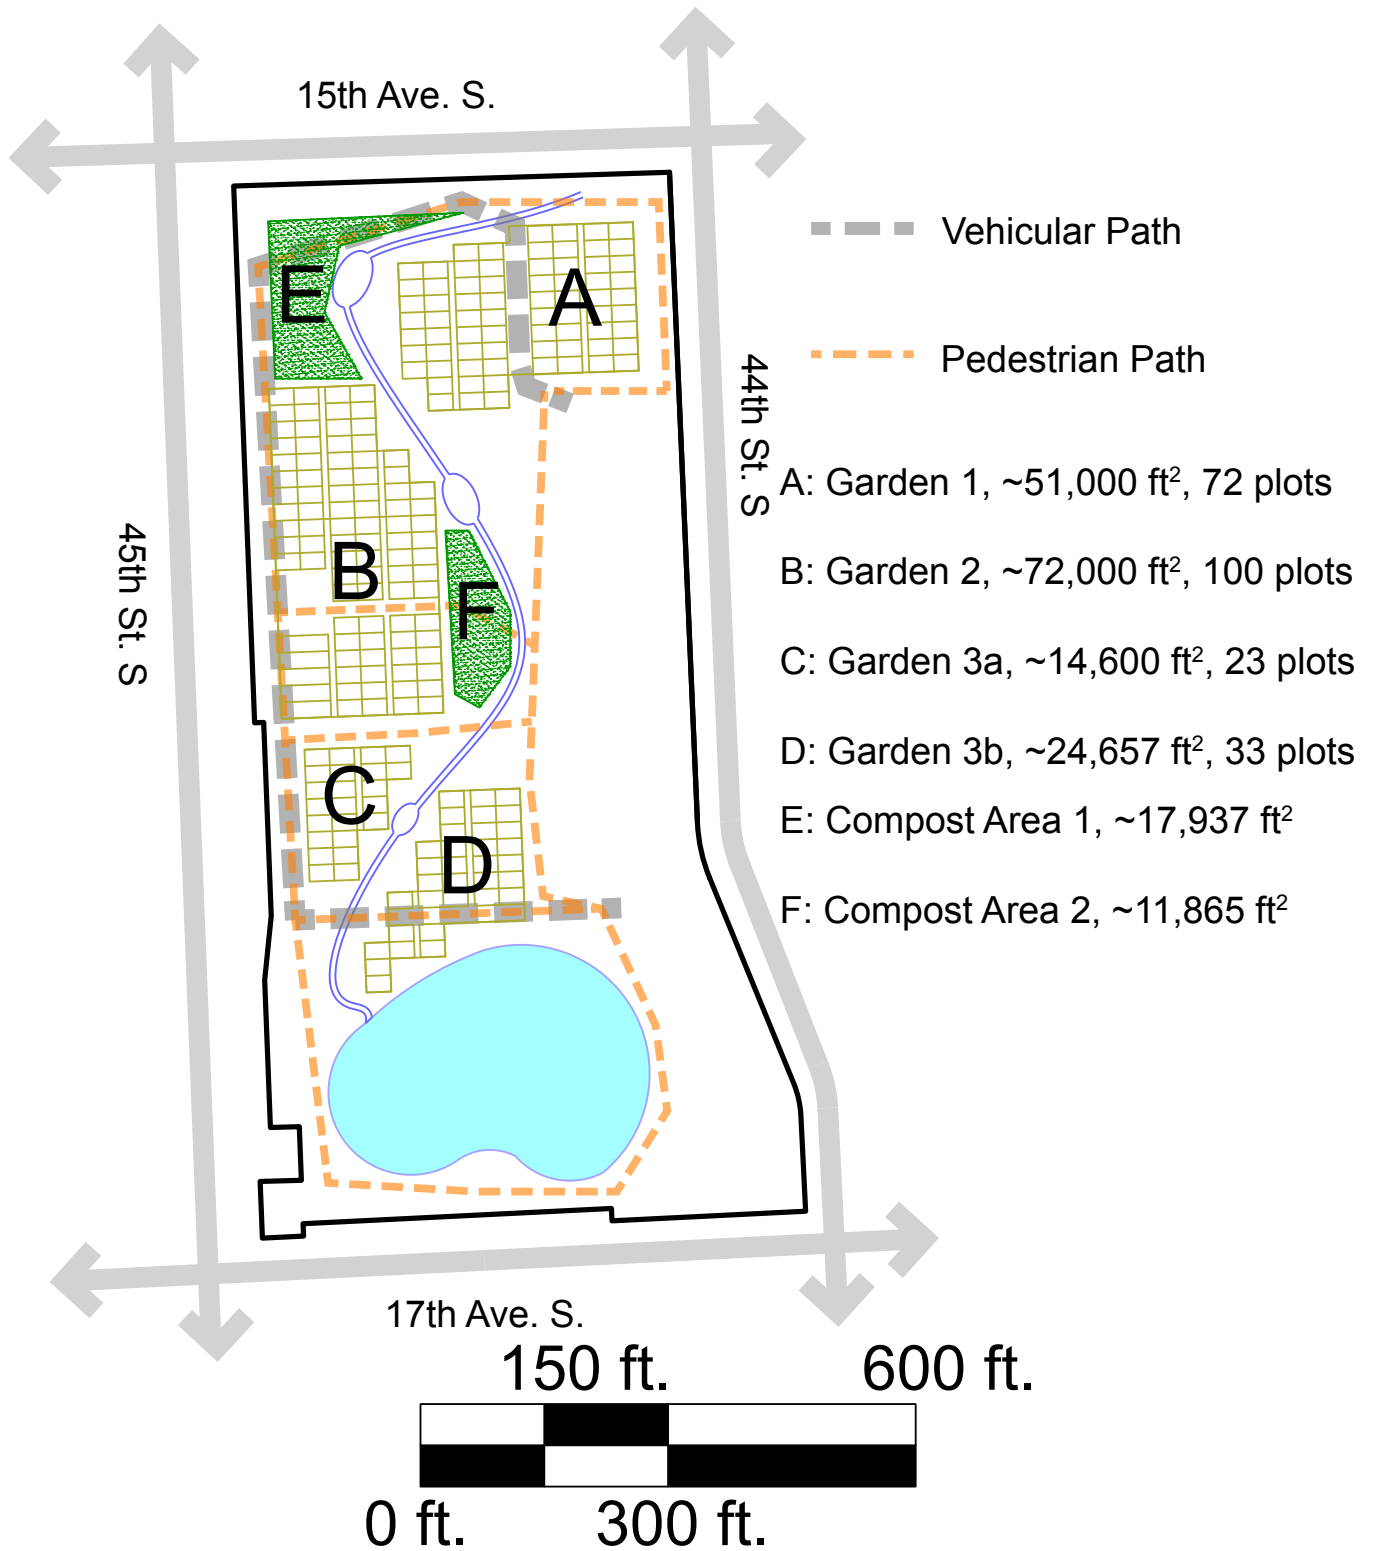 15th Ave. S.
Vehicular Path
Pedestrian Path
44th St. S
45th St. S
A: Garden 1, ~51,000 ft², 72 plots
B: Garden 2, ~72,000 ft², 100 plots
C: Garden 3a, ~14,600 ft², 23 plots
D: Garden 3b, ~24,657 ft², 33 plots
E: Compost Area 1, ~17,937 ft²
F: Compost Area 2, ~11,865 ft²
E
A
B
F
C
D
17th Ave. S.
150 ft.
600 ft.
0 ft.
300 ft.